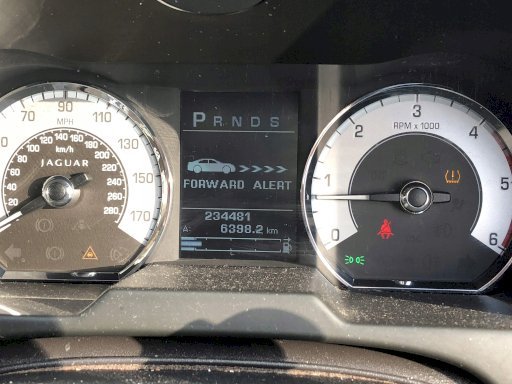 70 90 110
MPH
130
150
170
km/h 80 100 120 140 160 180 200 220 240 260 280
60
40
20
JAGUAR
P R N D S
FORWARD ALERT
234481
A: 6398.2 km
1 2 3 4 5 6
RPM x 1000